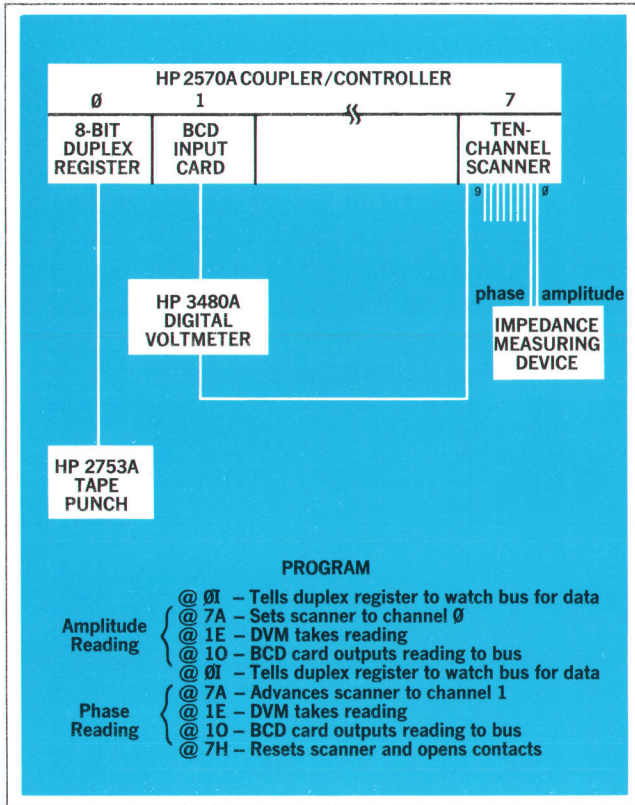 HP 2570A COUPLER/CONTROLLER
Ø 1 7
8-BIT
DUPLEX
REGISTER
BCD
INPUT
CARD
TEN-
CHANNEL
SCANNER
9 Ø
phase amplitude
HP 3480A
DIGITAL
VOLTMETER
IMPEDANCE
MEASURING
DEVICE
HP 2753A
TAPE
PUNCH
PROGRAM
@ ØI – Tells duplex register to watch bus for data
Amplitude
Reading
@ 7A – Sets scanner to channel Ø
@ 1E – DVM takes reading
@ 1O – BCD card outputs reading to bus
@ ØI – Tells duplex register to watch bus for data
Phase
Reading
@ 7A – Advances scanner to channel 1
@ 1E – DVM takes reading
@ 1O – BCD card outputs reading to bus
@ 7H – Resets scanner and opens contacts